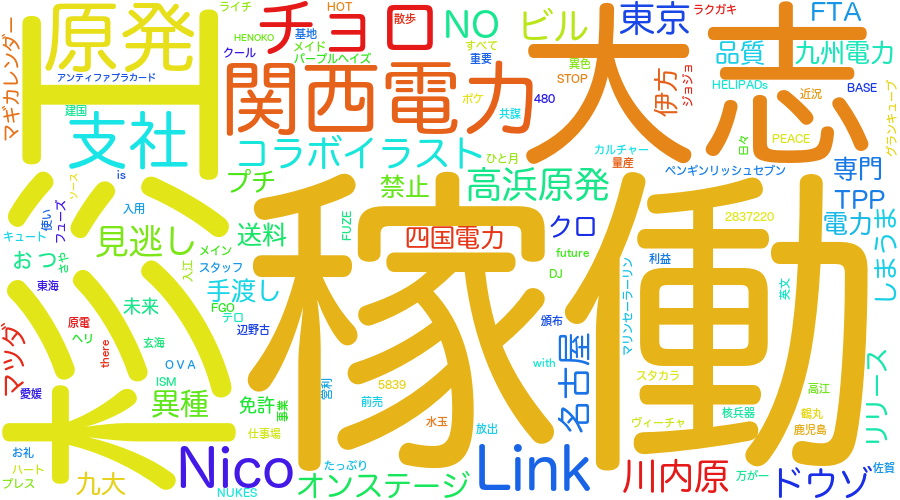 ライチ
HOT
散歩
ラクガキ
FTA
原発
チョロ
NO
ビル
東京
大志
HENOKO
基地
クール
メイド
パープルヘイズ
すべて
重要
異色
STOP
品質
九州電力
マギカレンダー
アンティファプラカード
関西電力
ポケ
480
共謀
伊方
ジョジョ
HELIPADs
近況
BASE
グランキューブ
建国
支社
コラボイラスト
ひと月
カルチャー
量産
日々
PEACE
is
ソース
プチ
禁止
高浜原発
ペンギンリッシュセブン
専門
TPP
使い
フューズ
入用
稼働
クロ
2837220
電力
しまうま
キュート
見逃し
メイン
送料
FUZE
四国電力
future
おっ
さや
入江
スタッフ
手渡し
DJ
利益
英文
東海
未来
FGO
テロ
辺野古
頒布
マリンセーラーリン
マツダ
原電
ヘリ
玄海
there
OVA
ISM
with
名古屋
スタカラ
リリース
愛媛
異種
免許
事業
営利
5839
前売
高江
核兵器
鶴丸
鹿児島
仕事場
水玉
放出
ヴィーチャ
お礼
ハート
プレス
九大
Nico
NUKES
たっぷり
オンステージ
Link
川内原
万が一
ドウゾ
佐賀